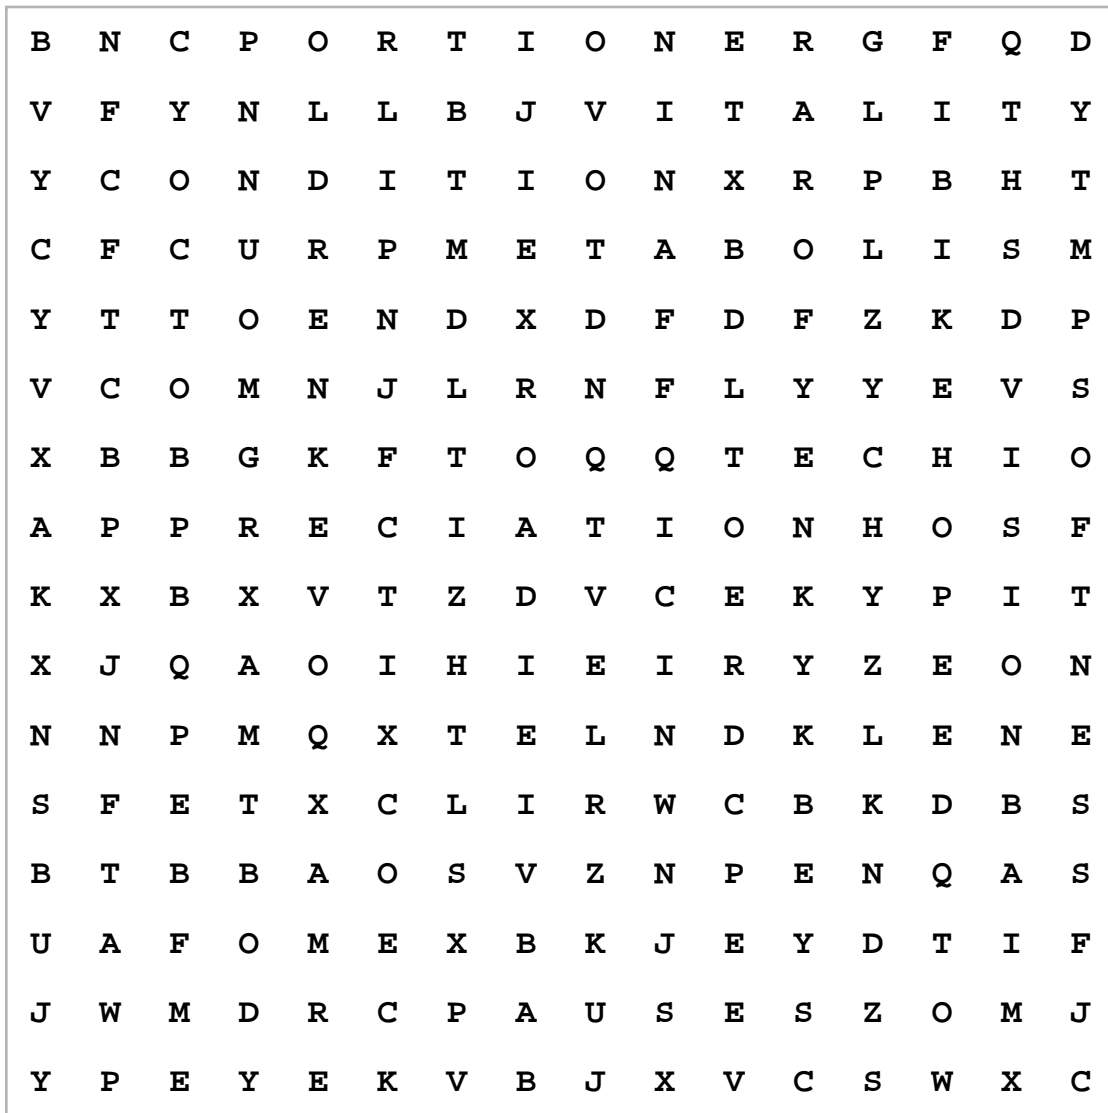 B N C P O R T I O N E R G F Q D
V F Y N L L B J V I T A L I T Y
Y C O N D I T I O N X R P B H T
C F C U R P M E T A B O L I S M
Y T T O E N D X D F D F Z K D P
V C O M N J L R N F L Y Y E V S
X B B G K F T O Q Q T E C H I O
A P P R E C I A T I O N H O S F
K X B X V T Z D V C E K Y P I T
X J Q A O I H I E I R Y Z E O N
N N P M Q X T E L N D K L E N E
S F E T X C L I R W C B K D B S
B T B B A O S V Z N P E N Q A S
U A F O M E X B K J E Y D T I F
J W M D R C P A U S E S Z O M J
Y P E Y E K V B J X V C S W X C